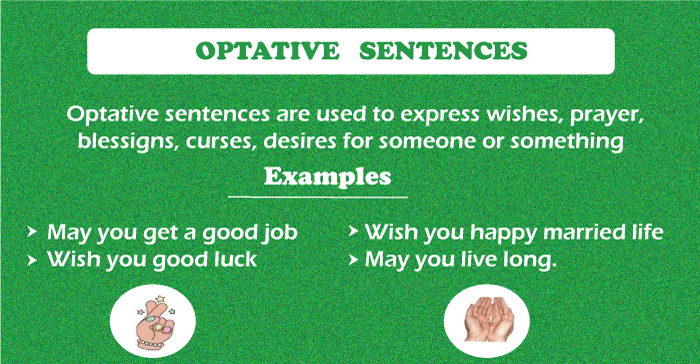 OPTATIVE SENTENCES
Optative sentences are used to express wishes, prayer,
blessigns, curses, desires for someone or something
Examples
➤ May you get a good job
➤ Wish you good luck
➤ Wish you happy married life
➤ May you live long.